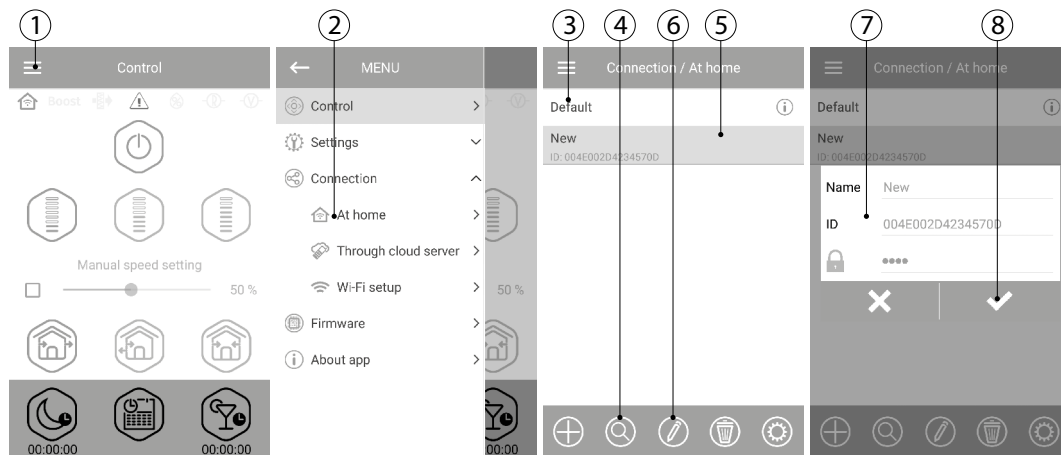 1 2 3 4 6 5 7 8
Control
Boost
Manual speed setting
50 %
00:00:00 00:00:00
MENU
Control
Settings
Connection
At home
Through cloud server
Wi-Fi setup
Firmware
About app
50 %
00:00
Connection / At home
Default
New
ID: 004E002D4234570D
Connection / At home
Default
New
ID: 004E002D4234570D
Name New
ID 004E002D4234570D